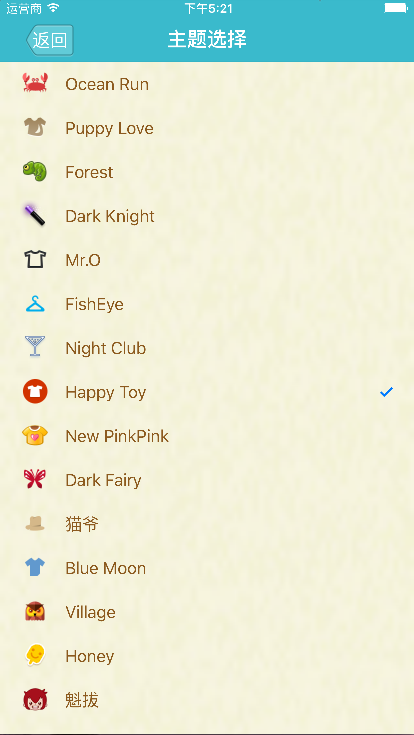 运营商 下午5:21
返回 主题选择
Ocean Run
Puppy Love
Forest
Dark Knight
Mr.O
FishEye
Night Club
Happy Toy
New PinkPink
Dark Fairy
猫爷
Blue Moon
Village
Honey
魁拔